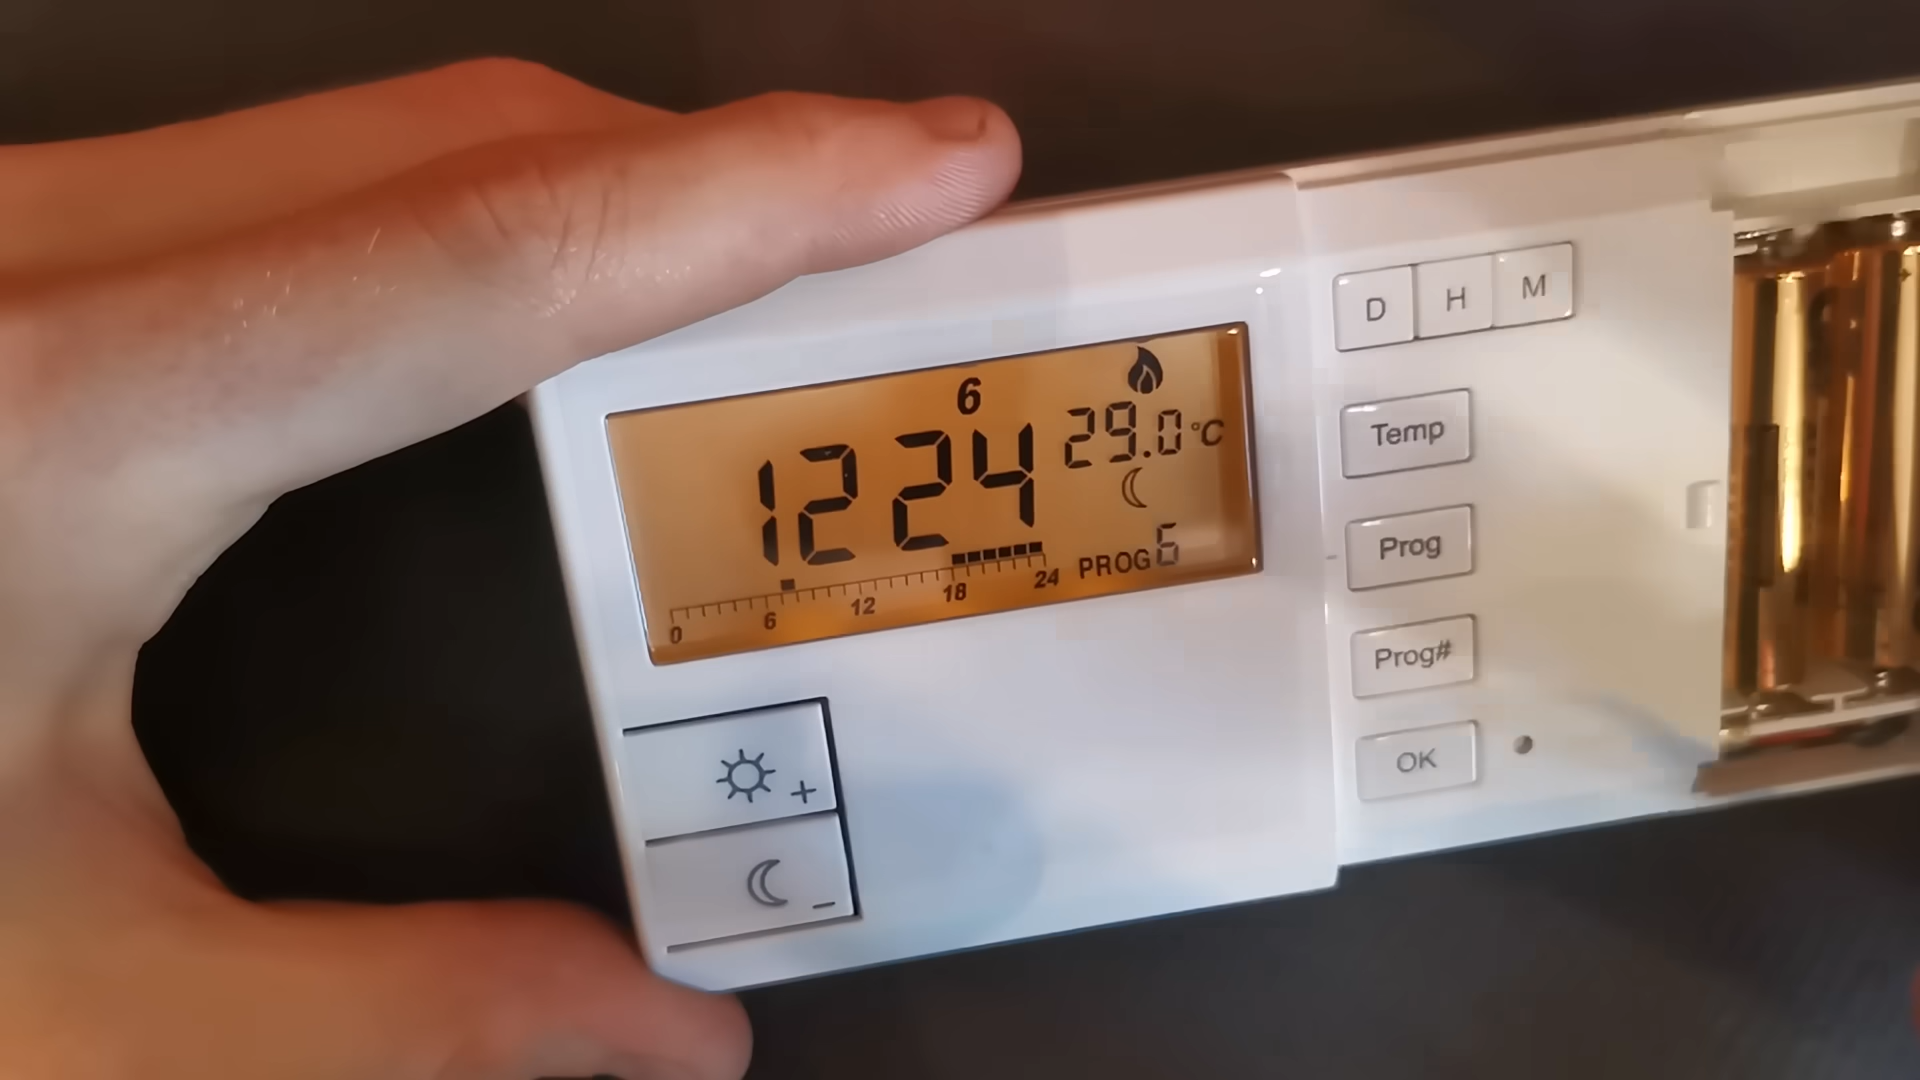 6
12 24
29.0 °C
PROG 6
0 6 12 18 24
D H M
Temp
Prog
Prog#
OK
+
−